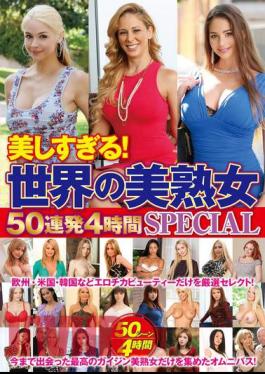 美しすぎる!
世界の美熟女
50連発4時間SPECIAL
欧州、米国・韓国などエロチカビューティーだけを厳選セレクト!
50シーン
4時間
今まで出会った最高のガイジン美熟女だけを集めたオムニバス!